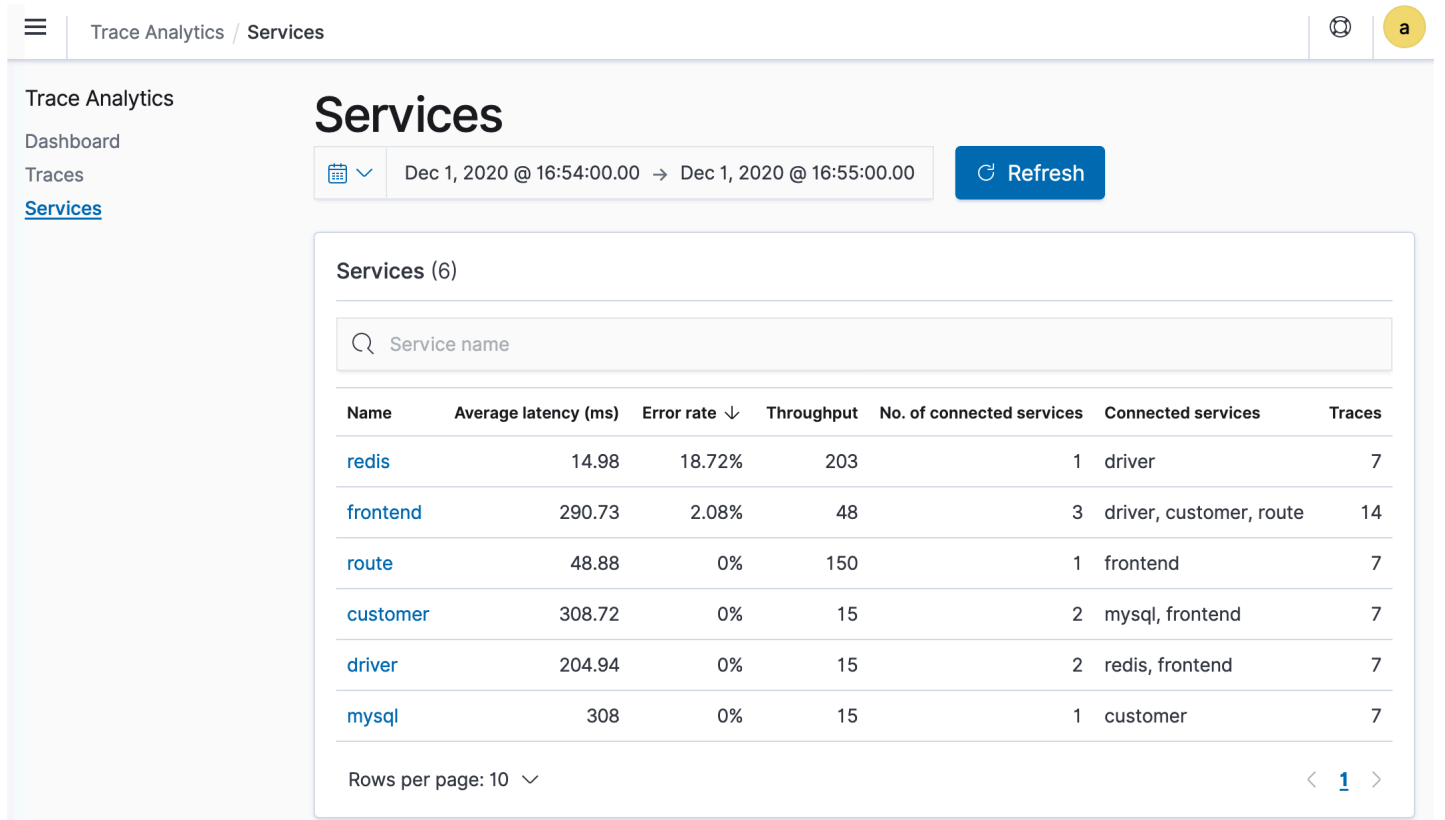 Trace Analytics / Services
a
Trace Analytics
Dashboard
Traces
Services
Services
Dec 1, 2020 @ 16:54:00.00 → Dec 1, 2020 @ 16:55:00.00
Refresh
Services (6)
Service name
Name Average latency (ms) Error rate ↓ Throughput No. of connected services Connected services Traces
redis 14.98 18.72% 203 1 driver 7
frontend 290.73 2.08% 48 3 driver, customer, route 14
route 48.88 0% 150 1 frontend 7
customer 308.72 0% 15 2 mysql, frontend 7
driver 204.94 0% 15 2 redis, frontend 7
mysql 308 0% 15 1 customer 7
Rows per page: 10
1